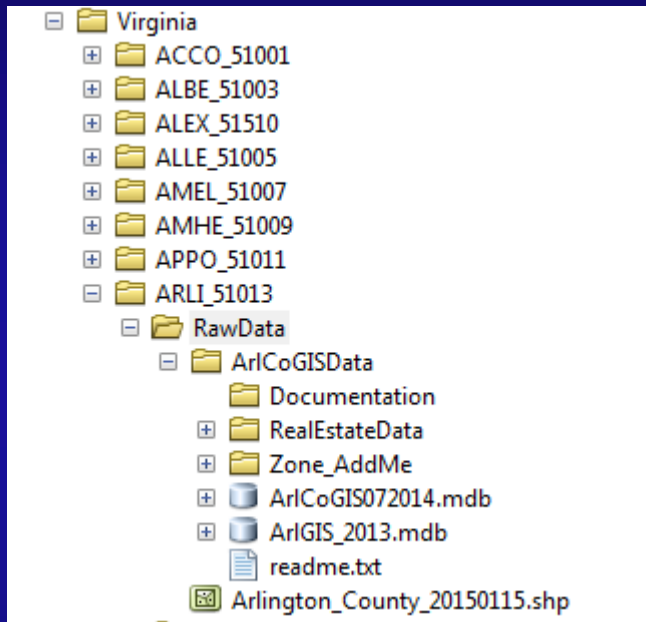 Virginia
ACCO_51001
ALBE_51003
ALEX_51510
ALLE_51005
AMEL_51007
AMHE_51009
APPO_51011
ARLI_51013
RawData
ArlCoGISData
Documentation
RealEstateData
Zone_AddMe
ArlCoGIS072014.mdb
ArlGIS_2013.mdb
readme.txt
Arlington_County_20150115.shp